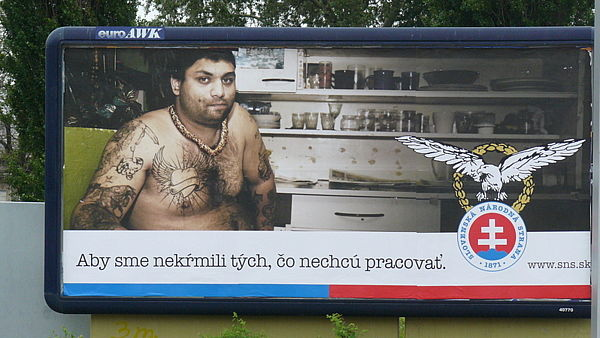 euroAWK
Aby sme nekŕmili tých, čo nechcú pracovať.
SLOVENSKÁ NÁRODNÁ STRANA
· 1871 ·
www.sns.sk
40770